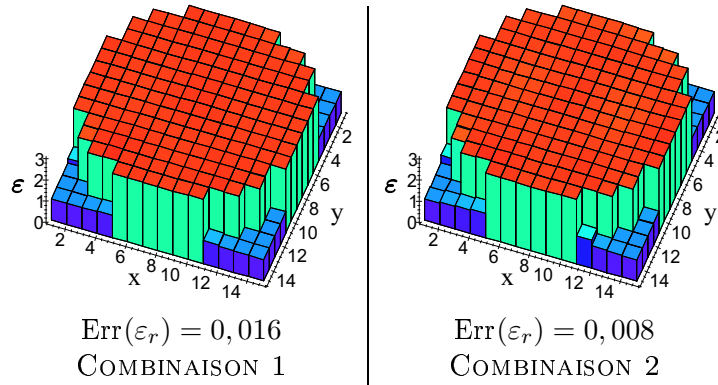 3
2
1
0
ε
2 4 6 8 10 12 14
x
2 4 6 8 10 12 14
y
Err(εr) = 0,016
COMBINAISON 1
3
2
1
0
ε
2 4 6 8 10 12 14
x
2 4 6 8 10 12 14
y
Err(εr) = 0,008
COMBINAISON 2